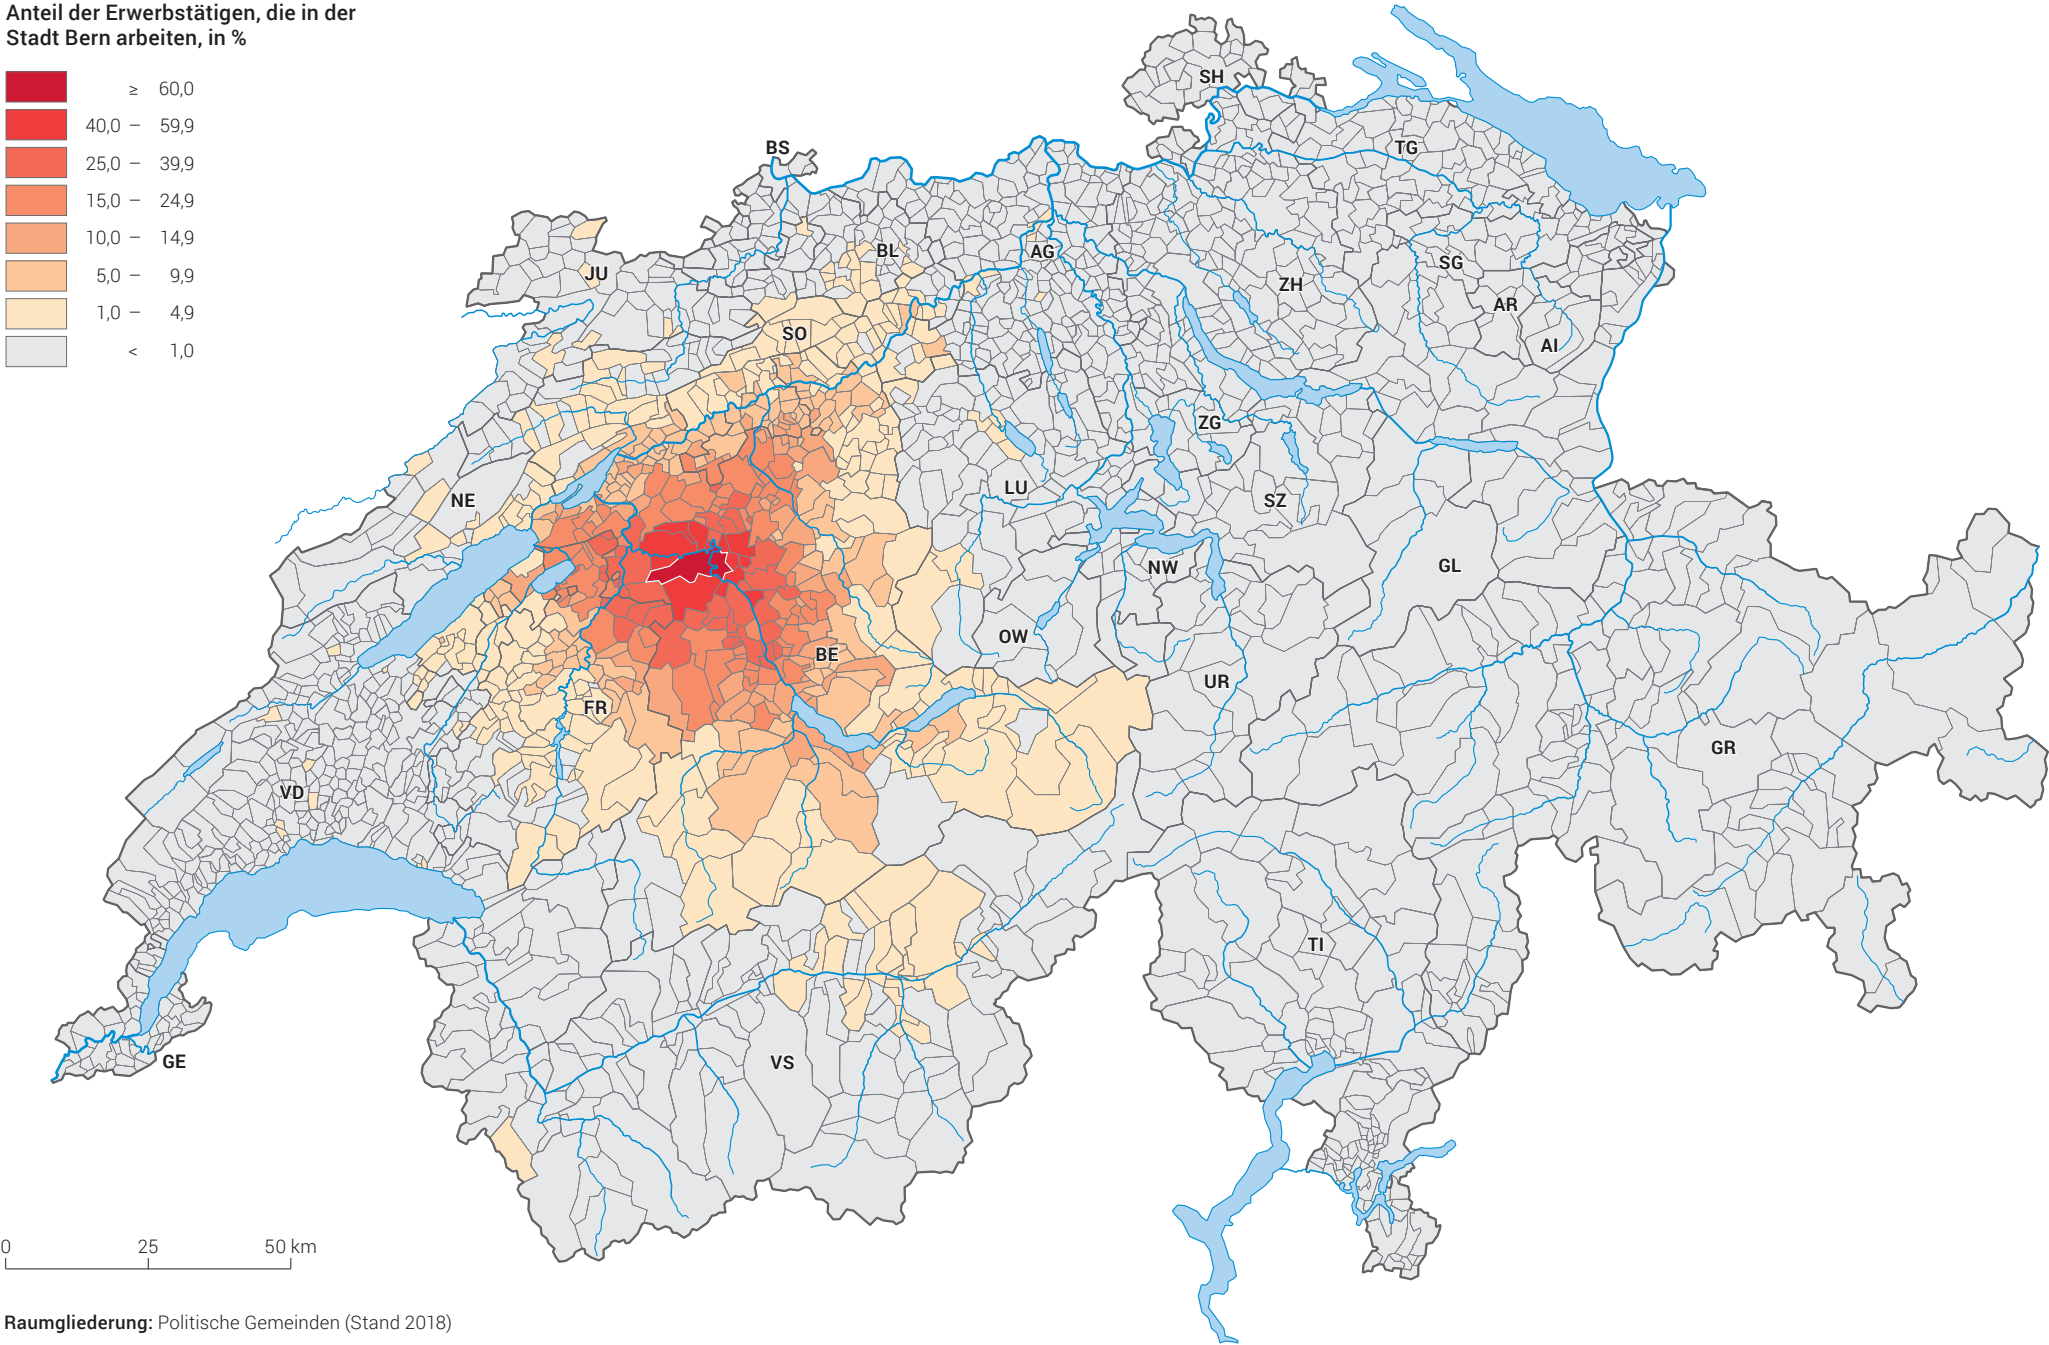 Anteil der Erwerbstätigen, die in der
Stadt Bern arbeiten, in %
≥ 60,0
40,0 – 59,9
25,0 – 39,9
15,0 – 24,9
10,0 – 14,9
5,0 – 9,9
1,0 – 4,9
< 1,0
SH
BS
TG
BL
AG
JU
SG
ZH
AR
SO
AI
ZG
LU
NE
SZ
NW
GL
OW
BE
UR
FR
GR
VD
TI
GE
VS
0 25 50 km
Raumgliederung: Politische Gemeinden (Stand 2018)